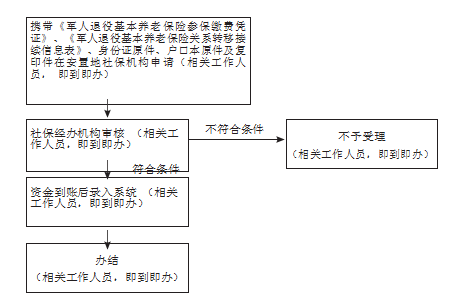 携带《军人退役基本养老保险参保缴费凭
证》、《军人退役基本养老保险关系转移接
续信息表》、身份证原件、户口本原件及复
印件在安置地社保机构申请（相关工作人
员， 即到即办）
社保经办机构审核 （相关工
作人员，即到即办）
不符合条件
不予受理
（相关工作人员，即到即办）
符合条件
资金到账后录入系统 （相关
工作人员，即到即办）
办结
（相关工作人员，即到即办）